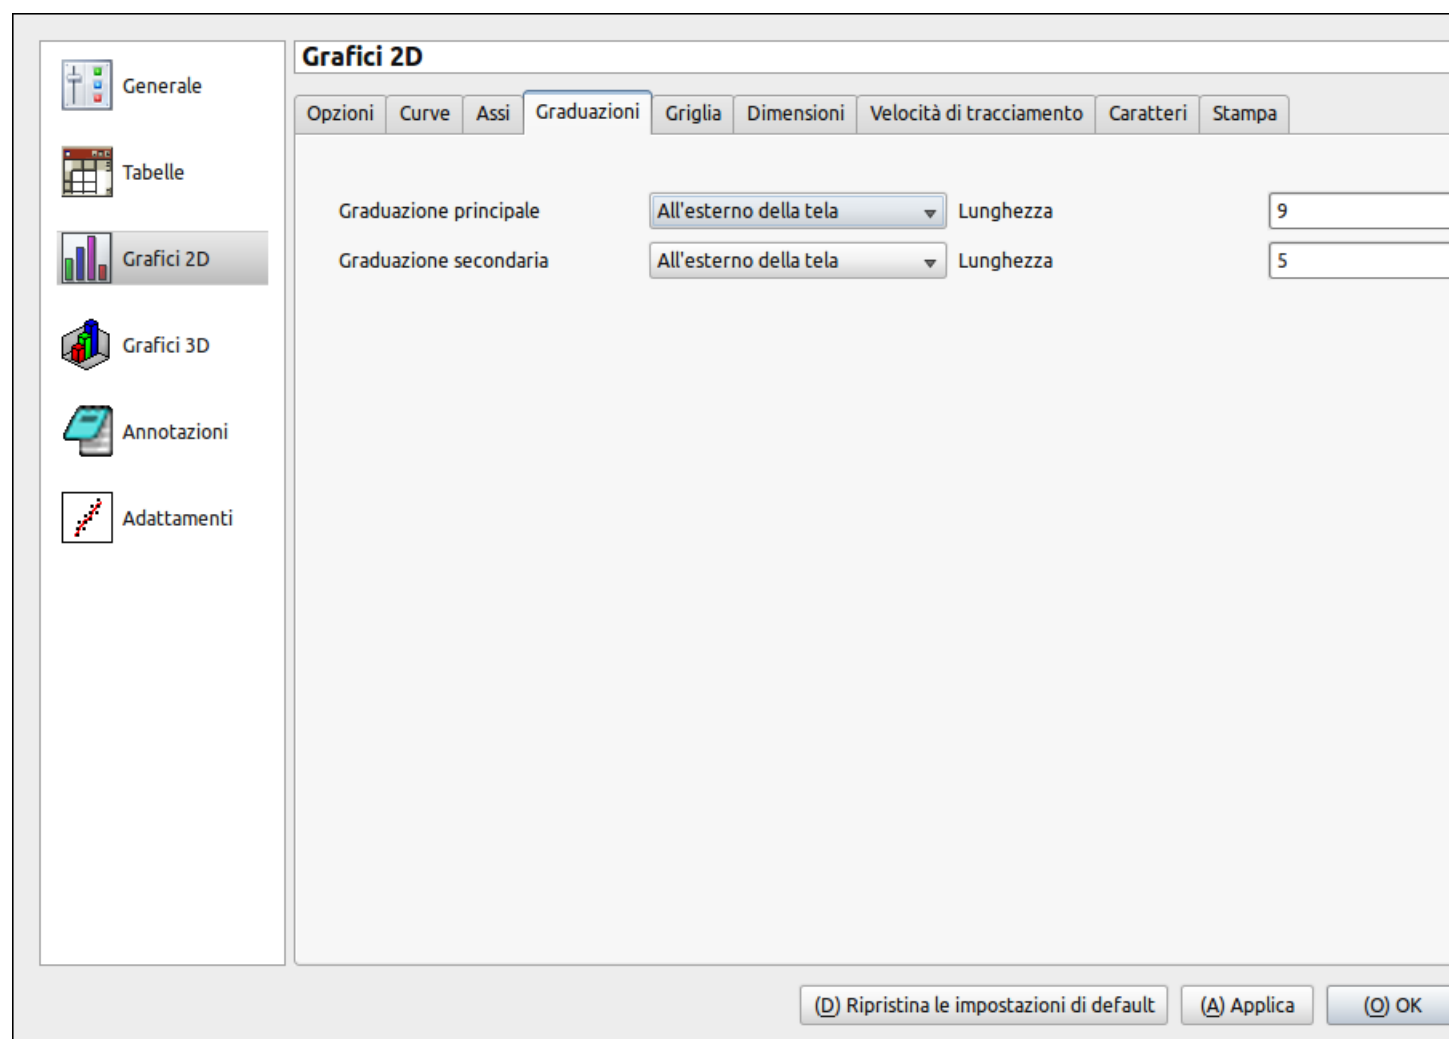 Grafici 2D
Generale
Tabelle
Grafici 2D
Grafici 3D
Annotazioni
Adattamenti
Opzioni Curve Assi Graduazioni Griglia Dimensioni Velocità di tracciamento Caratteri Stampa
Graduazione principale All'esterno della tela Lunghezza 9
Graduazione secondaria All'esterno della tela Lunghezza 5
(D) Ripristina le impostazioni di default (A) Applica (O) OK